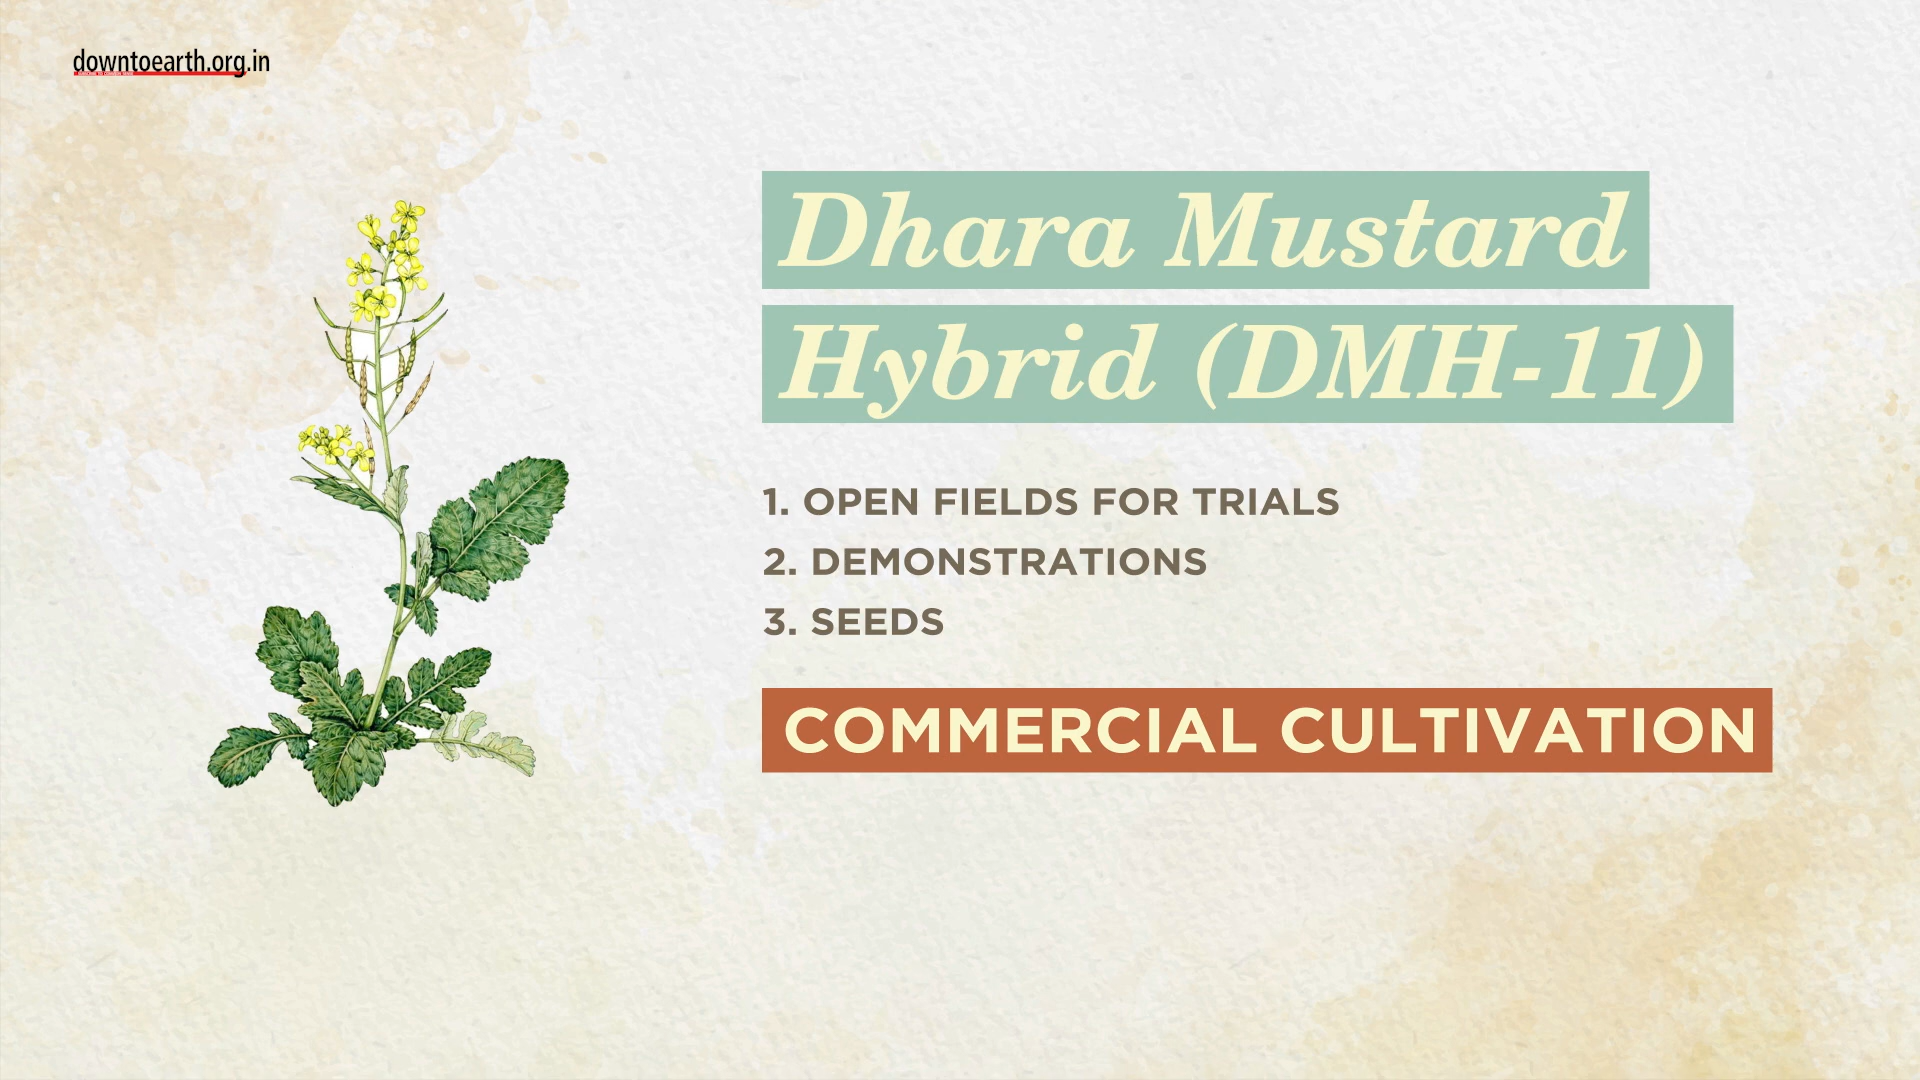 downtoearth.org.in
Dhara Mustard
Hybrid (DMH-11)
1. OPEN FIELDS FOR TRIALS
2. DEMONSTRATIONS
3. SEEDS
COMMERCIAL CULTIVATION